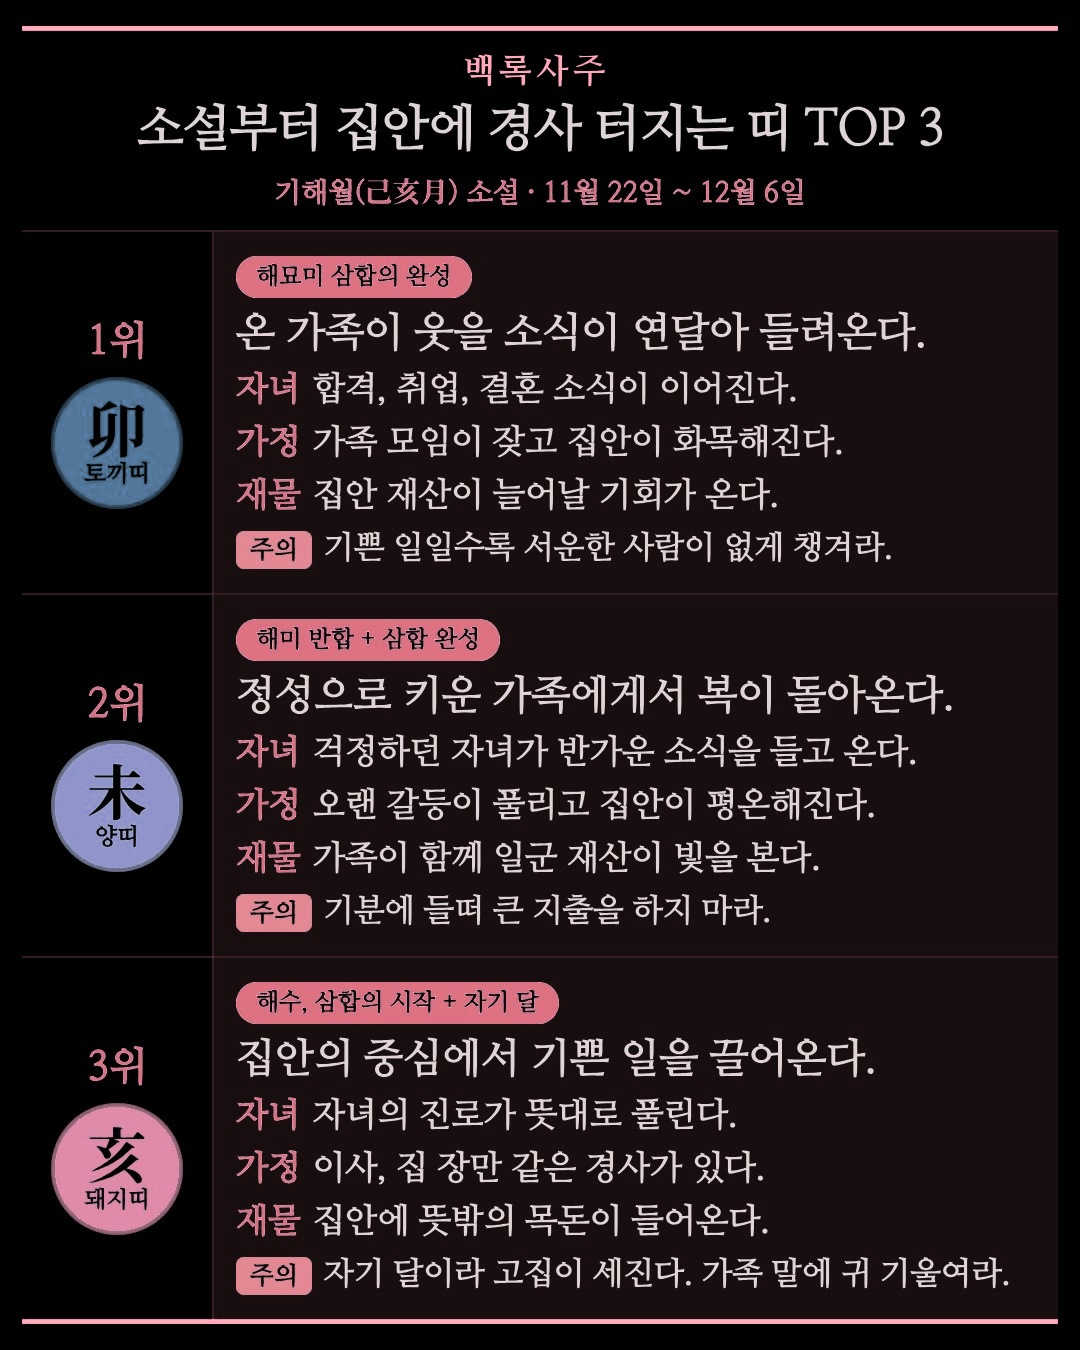 백록사주
소설부터 집안에 경사 터지는 띠 TOP 3
기해월(己亥月) 소설 · 11월 22일 ~ 12월 6일
1위
卯
토끼띠
해묘미 삼합의 완성
온 가족이 웃을 소식이 연달아 들려온다.
자녀 합격, 취업, 결혼 소식이 이어진다.
가정 가족 모임이 잦고 집안이 화목해진다.
재물 집안 재산이 늘어날 기회가 온다.
주의 기쁜 일일수록 서운한 사람이 없게 챙겨라.
2위
未
양띠
해미 반합 + 삼합 완성
정성으로 키운 가족에게서 복이 돌아온다.
자녀 걱정하던 자녀가 반가운 소식을 들고 온다.
가정 오랜 갈등이 풀리고 집안이 평온해진다.
재물 가족이 함께 일군 재산이 빛을 본다.
주의 기분에 들떠 큰 지출을 하지 마라.
3위
亥
돼지띠
해수, 삼합의 시작 + 자기 달
집안의 중심에서 기쁜 일을 끌어온다.
자녀 자녀의 진로가 뜻대로 풀린다.
가정 이사, 집 장만 같은 경사가 있다.
재물 집안에 뜻밖의 목돈이 들어온다.
주의 자기 달이라 고집이 세진다. 가족 말에 귀 기울여라.